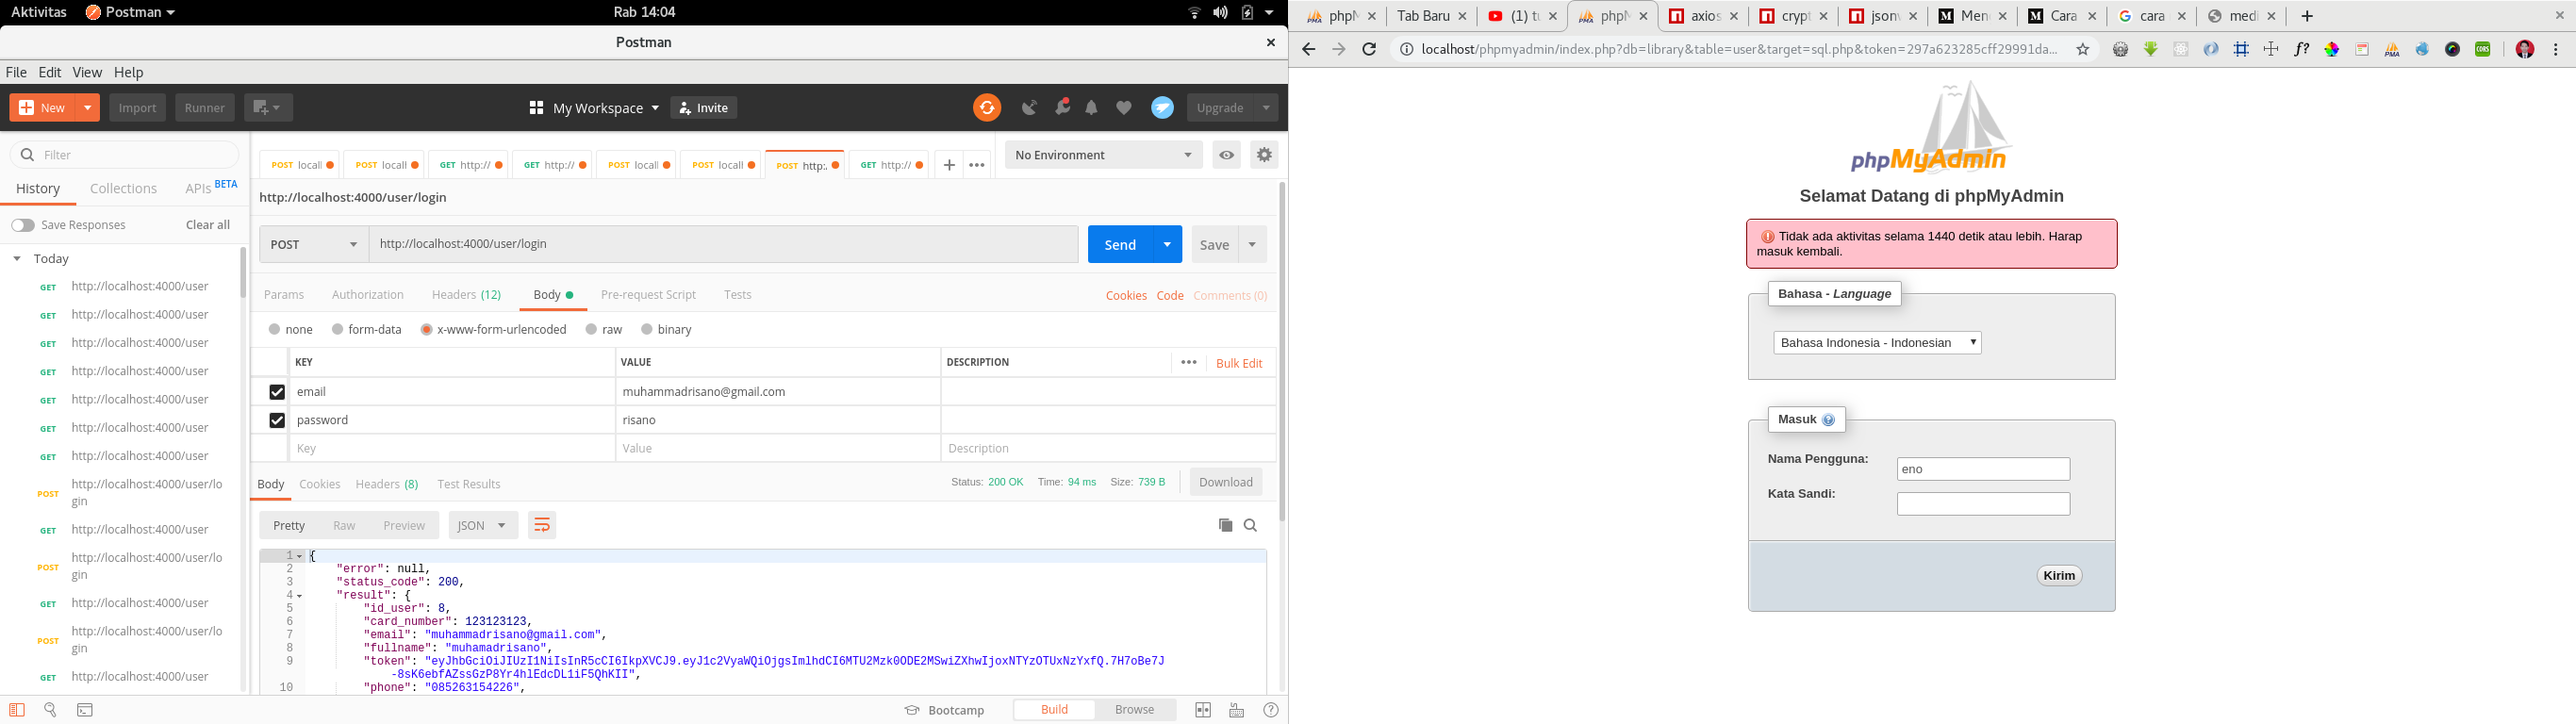 Aktivitas Postman Rab 14:04
Postman
File Edit View Help
New Import Runner My Workspace Invite Upgrade
Filter
History Collections APIs BETA
Save Responses Clear all
Today
GET http://localhost:4000/user
GET http://localhost:4000/user
GET http://localhost:4000/user
GET http://localhost:4000/user
GET http://localhost:4000/user
GET http://localhost:4000/user
GET http://localhost:4000/user
POST http://localhost:4000/user/lo
gin
GET http://localhost:4000/user
POST http://localhost:4000/user/lo
gin
GET http://localhost:4000/user
POST http://localhost:4000/user/lo
gin
GET http://localhost:4000/user
POST locall POST locall GET http:// GET http:// POST locall POST locall POST http:. GET http://
No Environment
http://localhost:4000/user/login
POST http://localhost:4000/user/login Send Save
Params Authorization Headers (12) Body Pre-request Script Tests Cookies Code Comments (0)
none form-data x-www-form-urlencoded raw binary
KEY VALUE DESCRIPTION Bulk Edit
email muhammadrisano@gmail.com
password risano
Key Value Description
Body Cookies Headers (8) Test Results Status: 200 OK Time: 94 ms Size: 739 B Download
Pretty Raw Preview JSON
1 {
2 "error": null,
3 "status_code": 200,
4 "result": {
5 "id_user": 8,
6 "card_number": 123123123,
7 "email": "muhammadrisano@gmail.com",
8 "fullname": "muhamadrisano",
9 "token": "eyJhbGciOiJIUzI1NiIsInR5cCI6IkpXVCJ9.eyJ1c2VyaWQiOjgsImlhdCI6MTU2Mzk0ODE2MSwiZXhwIjoxNTYzOTUxNzYxfQ.7H7oBe7J
-8sK6ebfAZssGzP8Yr4hlEdcDL1iF5QhKII",
10 "phone": "085263154226",
Bootcamp Build Browse
phpM Tab Baru (1) tu phpM axios crypt jsonw Men Cara cara medi
localhost/phpmyadmin/index.php?db=library&table=user&target=sql.php&token=297a623285cff29991da...
phpMyAdmin
Selamat Datang di phpMyAdmin
Tidak ada aktivitas selama 1440 detik atau lebih. Harap
masuk kembali.
Bahasa - Language
Bahasa Indonesia - Indonesian
Masuk
Nama Pengguna: eno
Kata Sandi:
Kirim